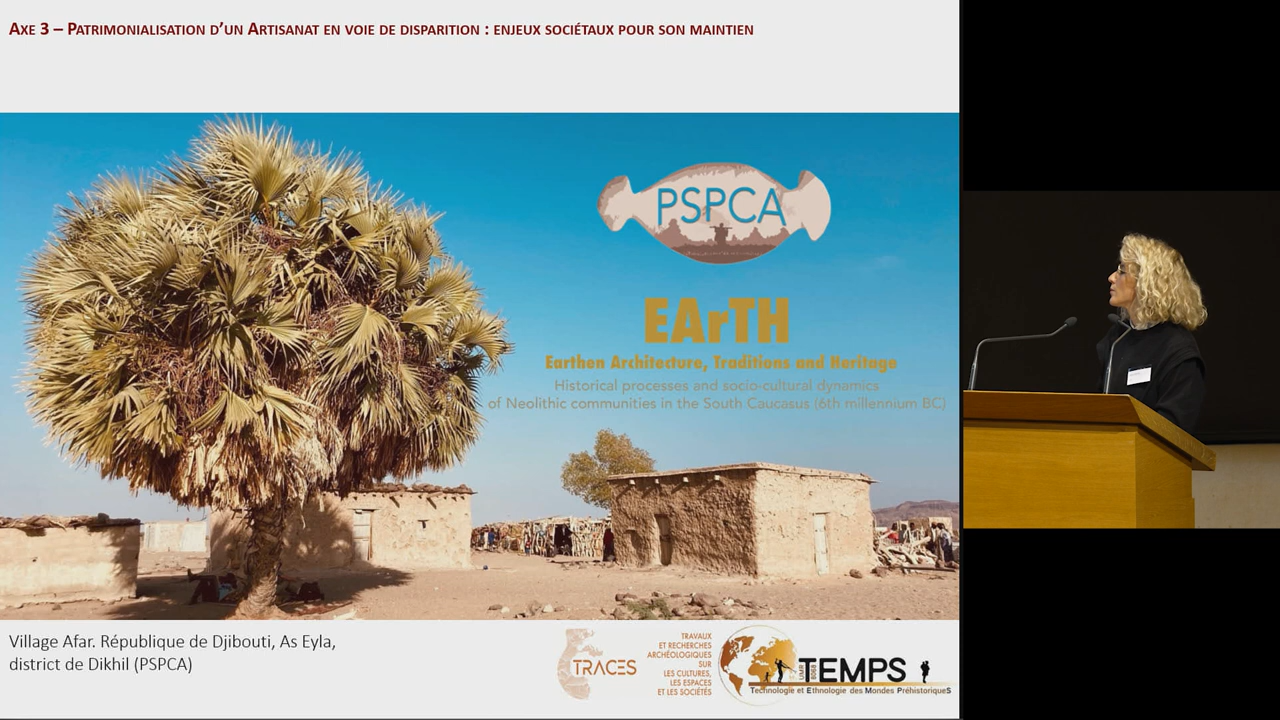 Axe 3 – Patrimonialisation d'un Artisanat en voie de disparition : enjeux sociétaux pour son maintien
PSPCA
EArTH
Earthen Architecture, Traditions and Heritage
Historical processes and socio-cultural dynamics
of Neolithic communities in the South Caucasus (6th millennium BC)
Village Afar. République de Djibouti, As Eyla,
district de Dikhil (PSPCA)
TRACES
TRAVAUX
ET RECHERCHES
ARCHÉOLOGIQUES
SUR
LES CULTURES,
LES ESPACES
ET LES SOCIÉTÉS
UMR
8068
TEMPS
Technologie et Ethnologie des Mondes PréhistoriqueS